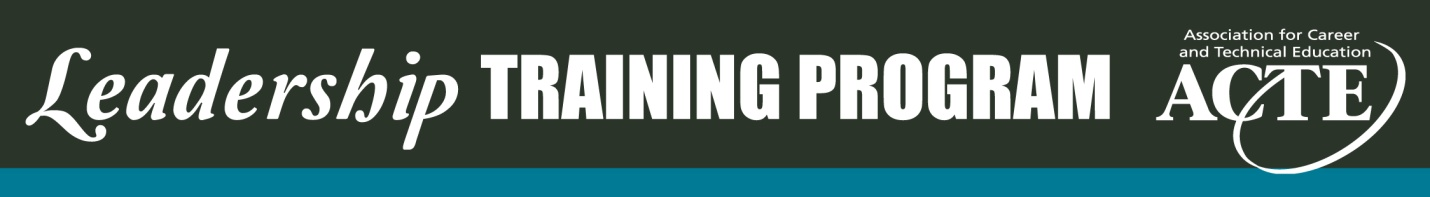 Leadership TRAINING PROGRAM
Association for Career
and Technical Education
ACTE